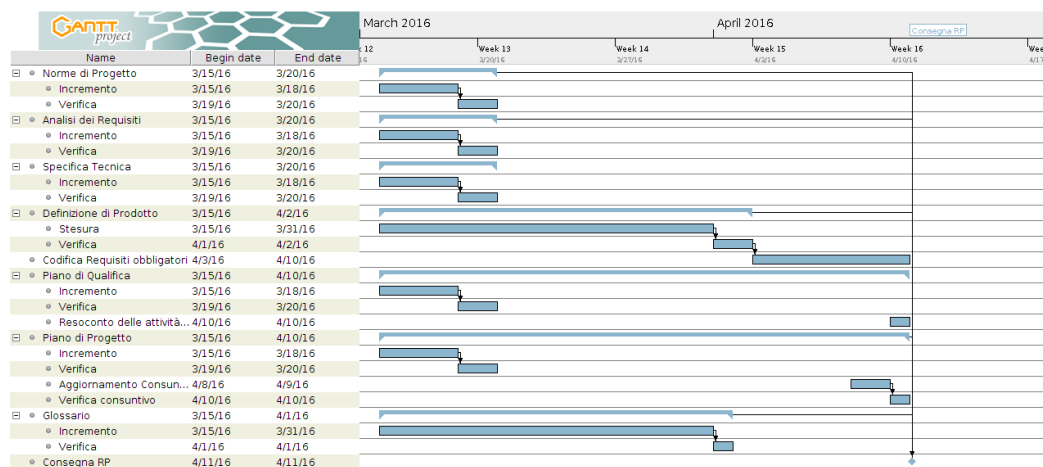 GANTT project
March 2016
April 2016
Consegna RP
12
Week 13
Week 14
Week 15
Week 16
16
3/20/16
3/27/16
4/3/16
4/10/16
4/17
Name Begin date End date
Norme di Progetto 3/15/16 3/20/16
Incremento 3/15/16 3/18/16
Verifica 3/19/16 3/20/16
Analisi dei Requisiti 3/15/16 3/20/16
Incremento 3/15/16 3/18/16
Verifica 3/19/16 3/20/16
Specifica Tecnica 3/15/16 3/20/16
Incremento 3/15/16 3/18/16
Verifica 3/19/16 3/20/16
Definizione di Prodotto 3/15/16 4/2/16
Stesura 3/15/16 3/31/16
Verifica 4/1/16 4/2/16
Codifica Requisiti obbligatori 4/3/16 4/10/16
Piano di Qualifica 3/15/16 4/10/16
Incremento 3/15/16 3/18/16
Verifica 3/19/16 3/20/16
Resoconto delle attività... 4/10/16 4/10/16
Piano di Progetto 3/15/16 4/10/16
Incremento 3/15/16 3/18/16
Verifica 3/19/16 3/20/16
Aggiornamento Consun... 4/8/16 4/9/16
Verifica consuntivo 4/10/16 4/10/16
Glossario 3/15/16 4/1/16
Incremento 3/15/16 3/31/16
Verifica 4/1/16 4/1/16
Consegna RP 4/11/16 4/11/16